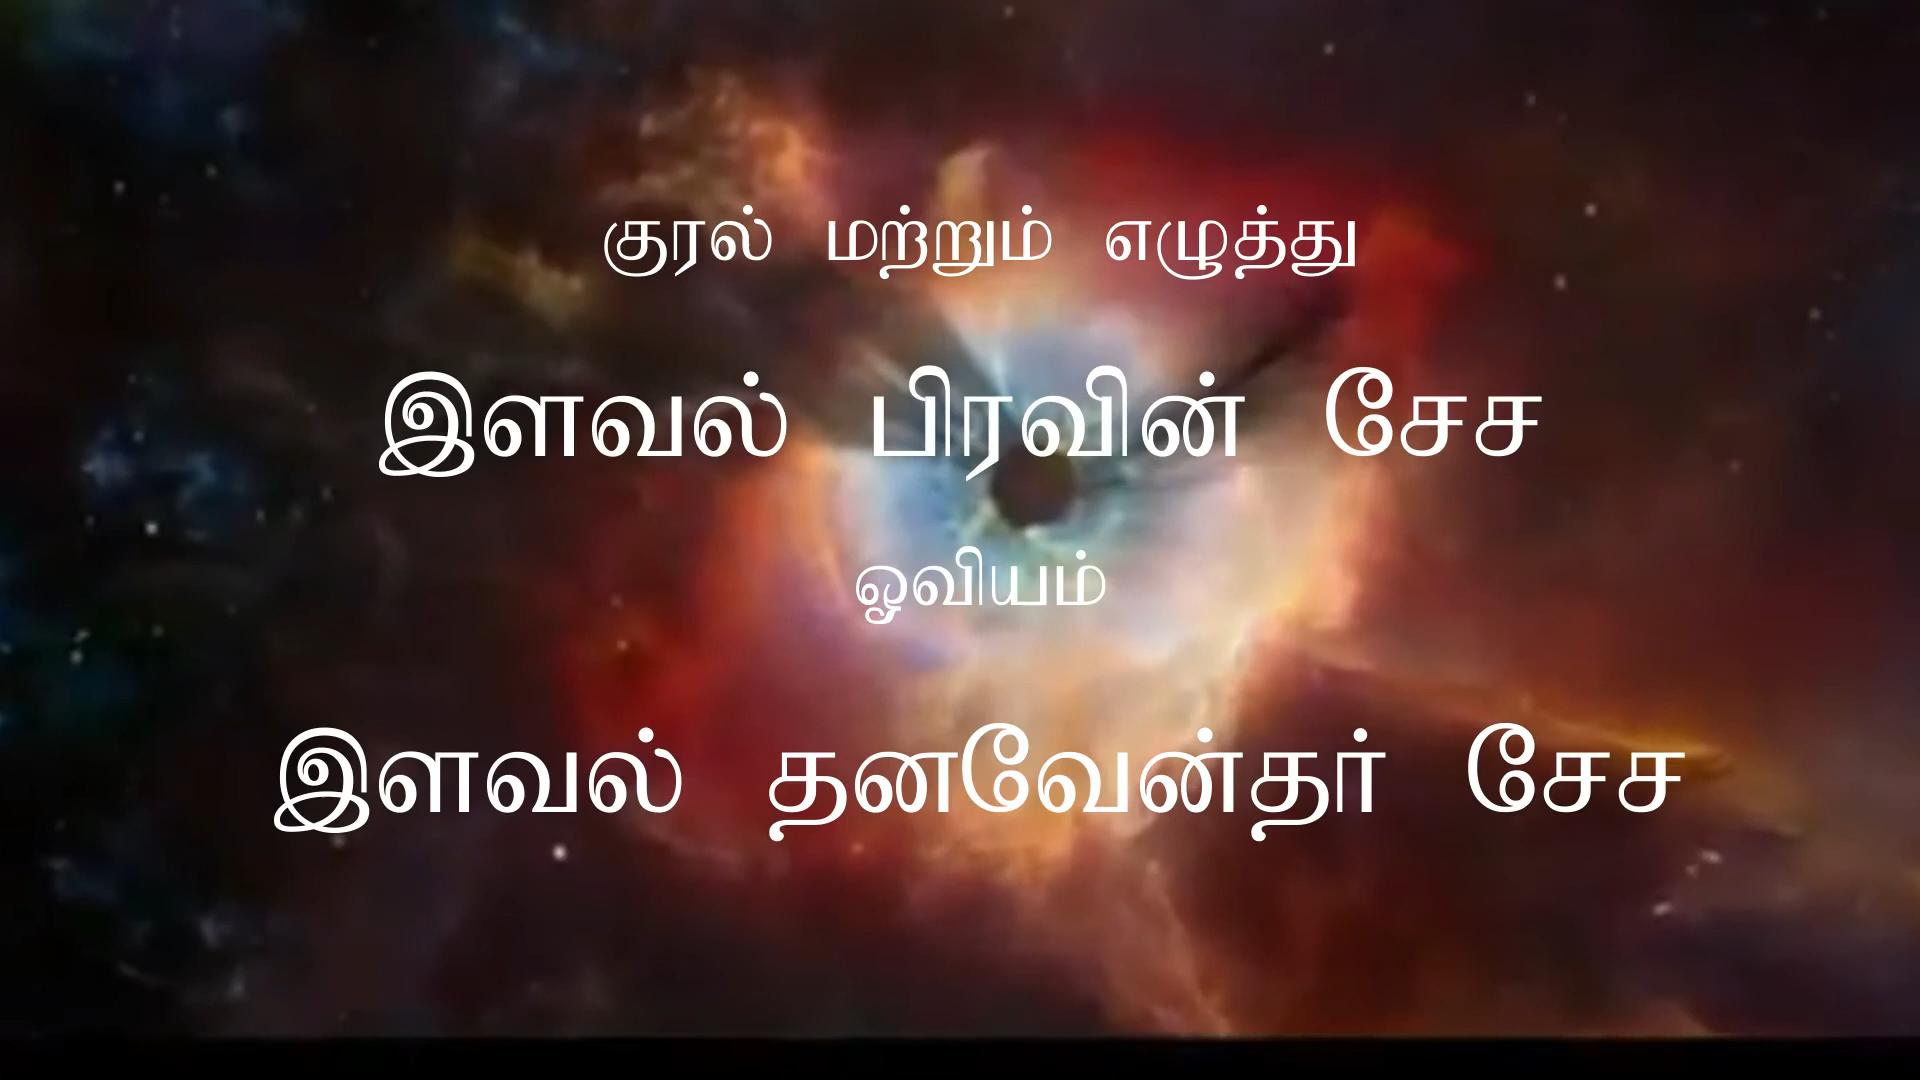 குரல் மற்றும் எழுத்து
இளவல் பிரவின் சேச
ஓவியம்
இளவல் தனவேன்தர் சேச